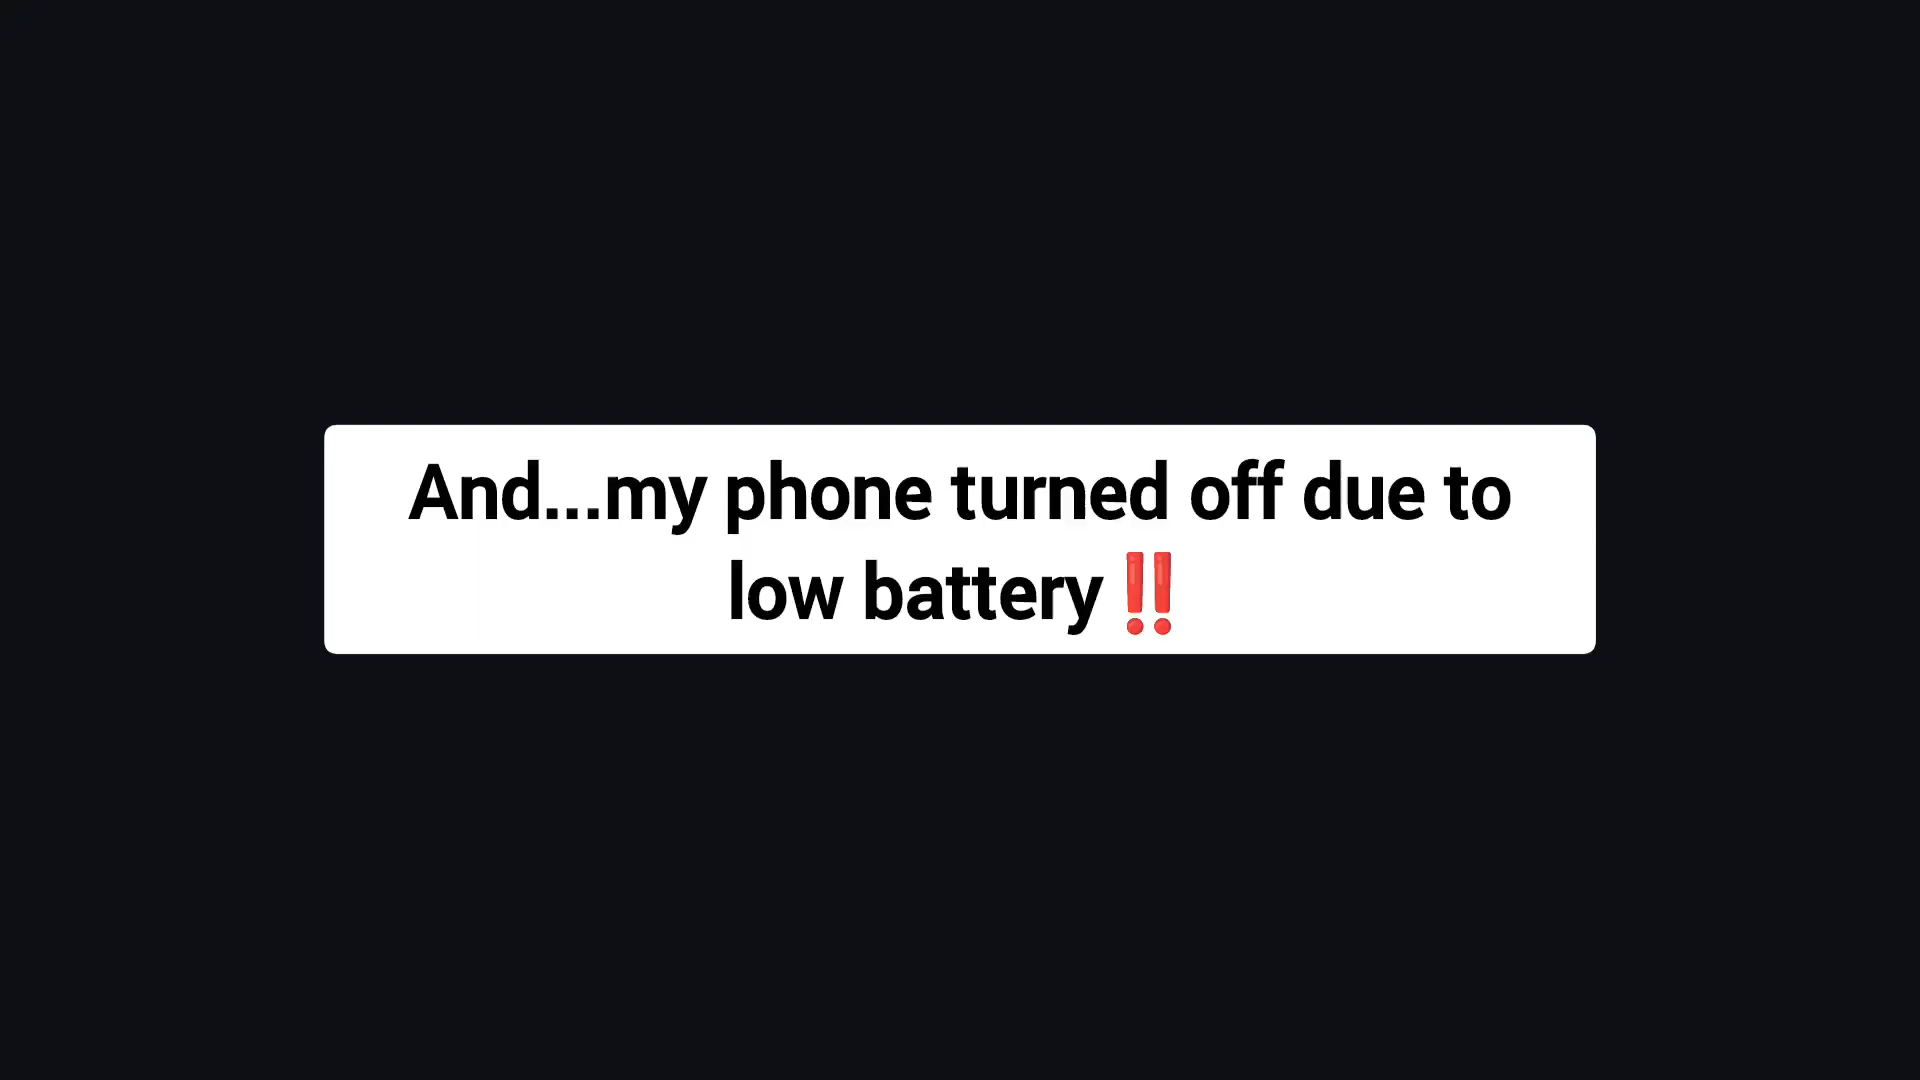 And...my phone turned off due to
low battery‼️